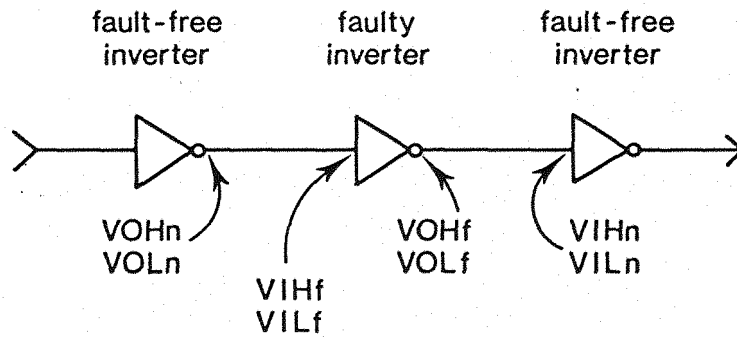 fault-free
inverter
faulty
inverter
fault-free
inverter
VOHn
VOLn
VIHf
VILf
VOHf
VOLf
VIHn
VILn